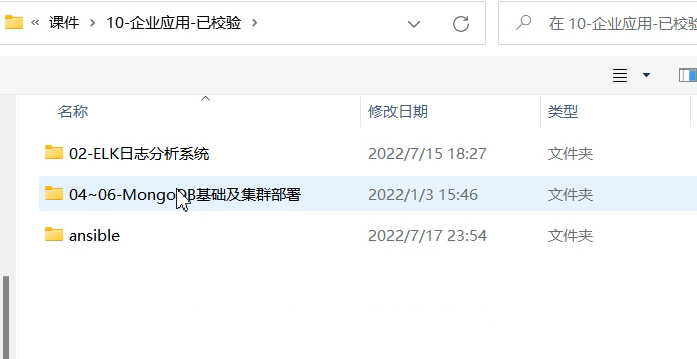 « 课件 > 10-企业应用-已校验 >
在 10-企业应用-已校验
名称 修改日期 类型
02-ELK日志分析系统 2022/7/15 18:27 文件夹
04~06-MongoDB基础及集群部署 2022/1/3 15:46 文件夹
ansible 2022/7/17 23:54 文件夹